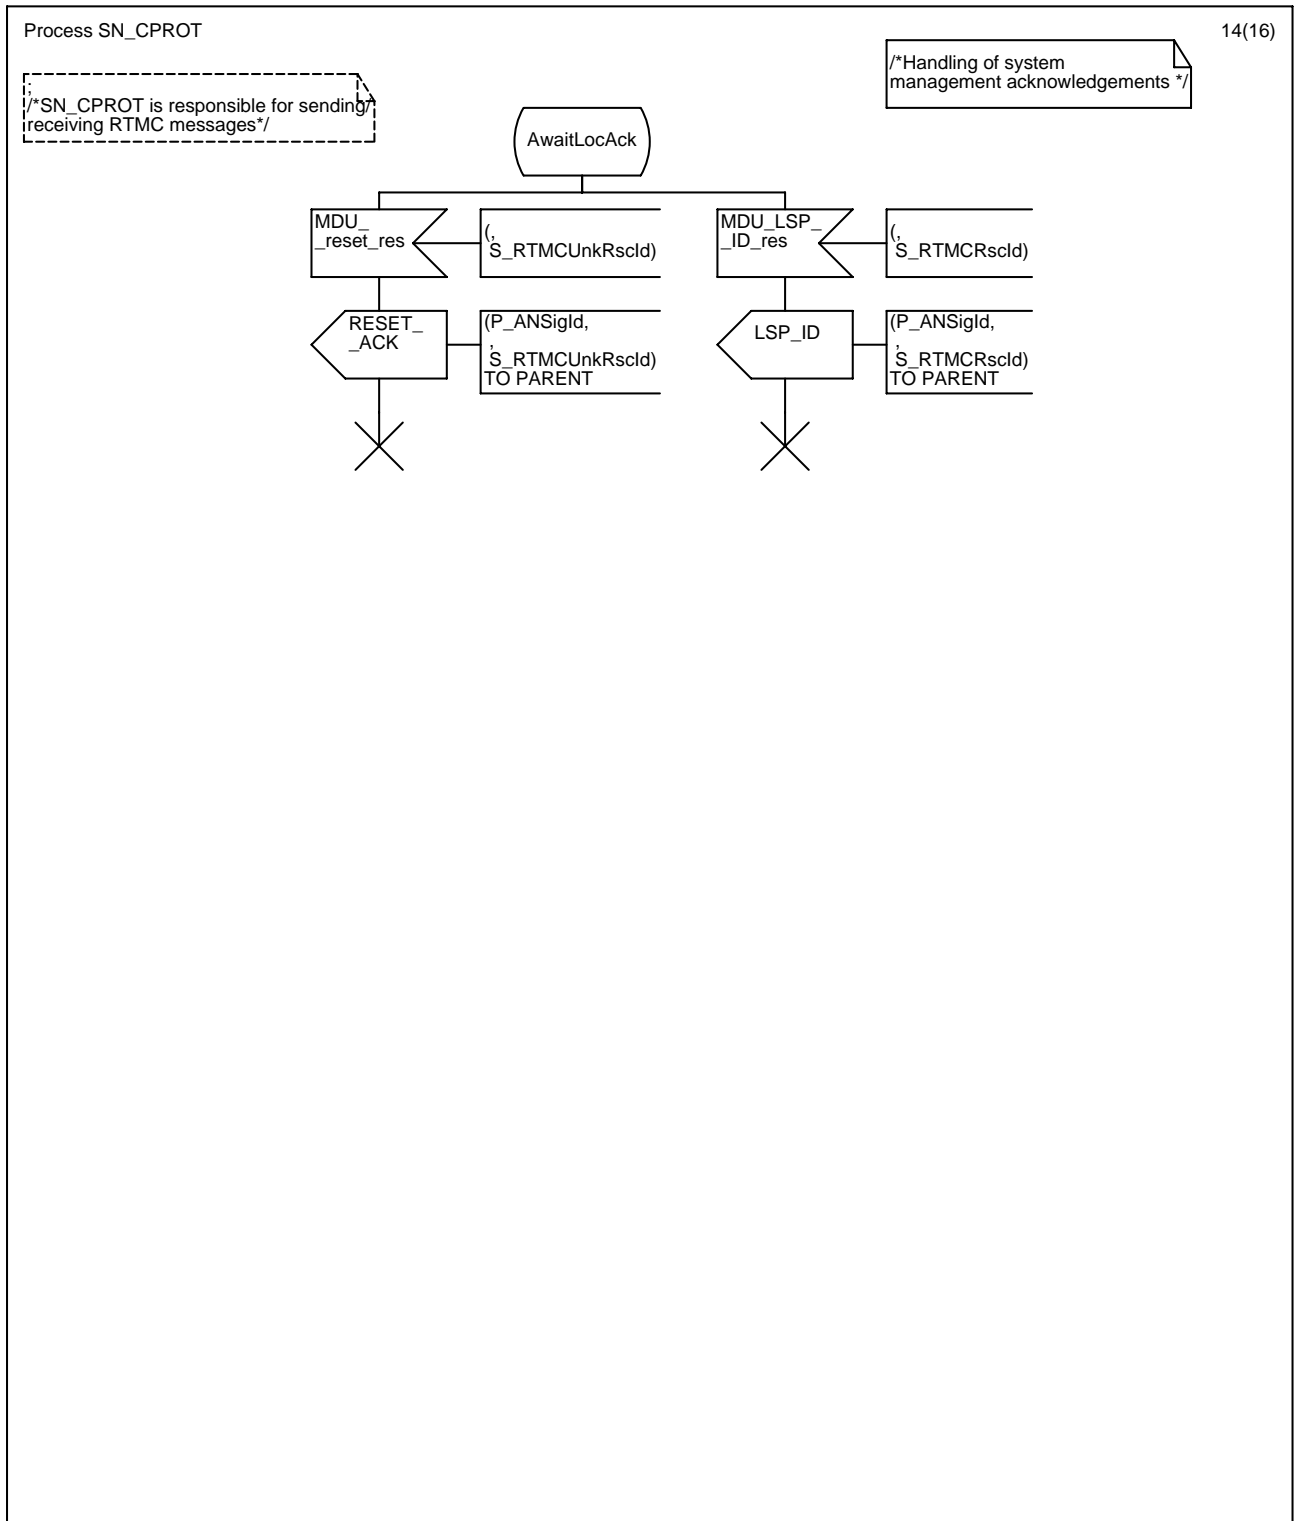 Process SN_CPROT
14(16)
;
/*SN_CPROT is responsible for sending/
receiving RTMC messages*/
/*Handling of system
management acknowledgements */
AwaitLocAck
MDU_
_reset_res
(,
S_RTMCUnkRscId)
MDU_LSP_
_ID_res
(,
S_RTMCRscId)
RESET_
_ACK
(P_ANSigId,
,
S_RTMCUnkRscId)
TO PARENT
LSP_ID
(P_ANSigId,
,
S_RTMCRscId)
TO PARENT